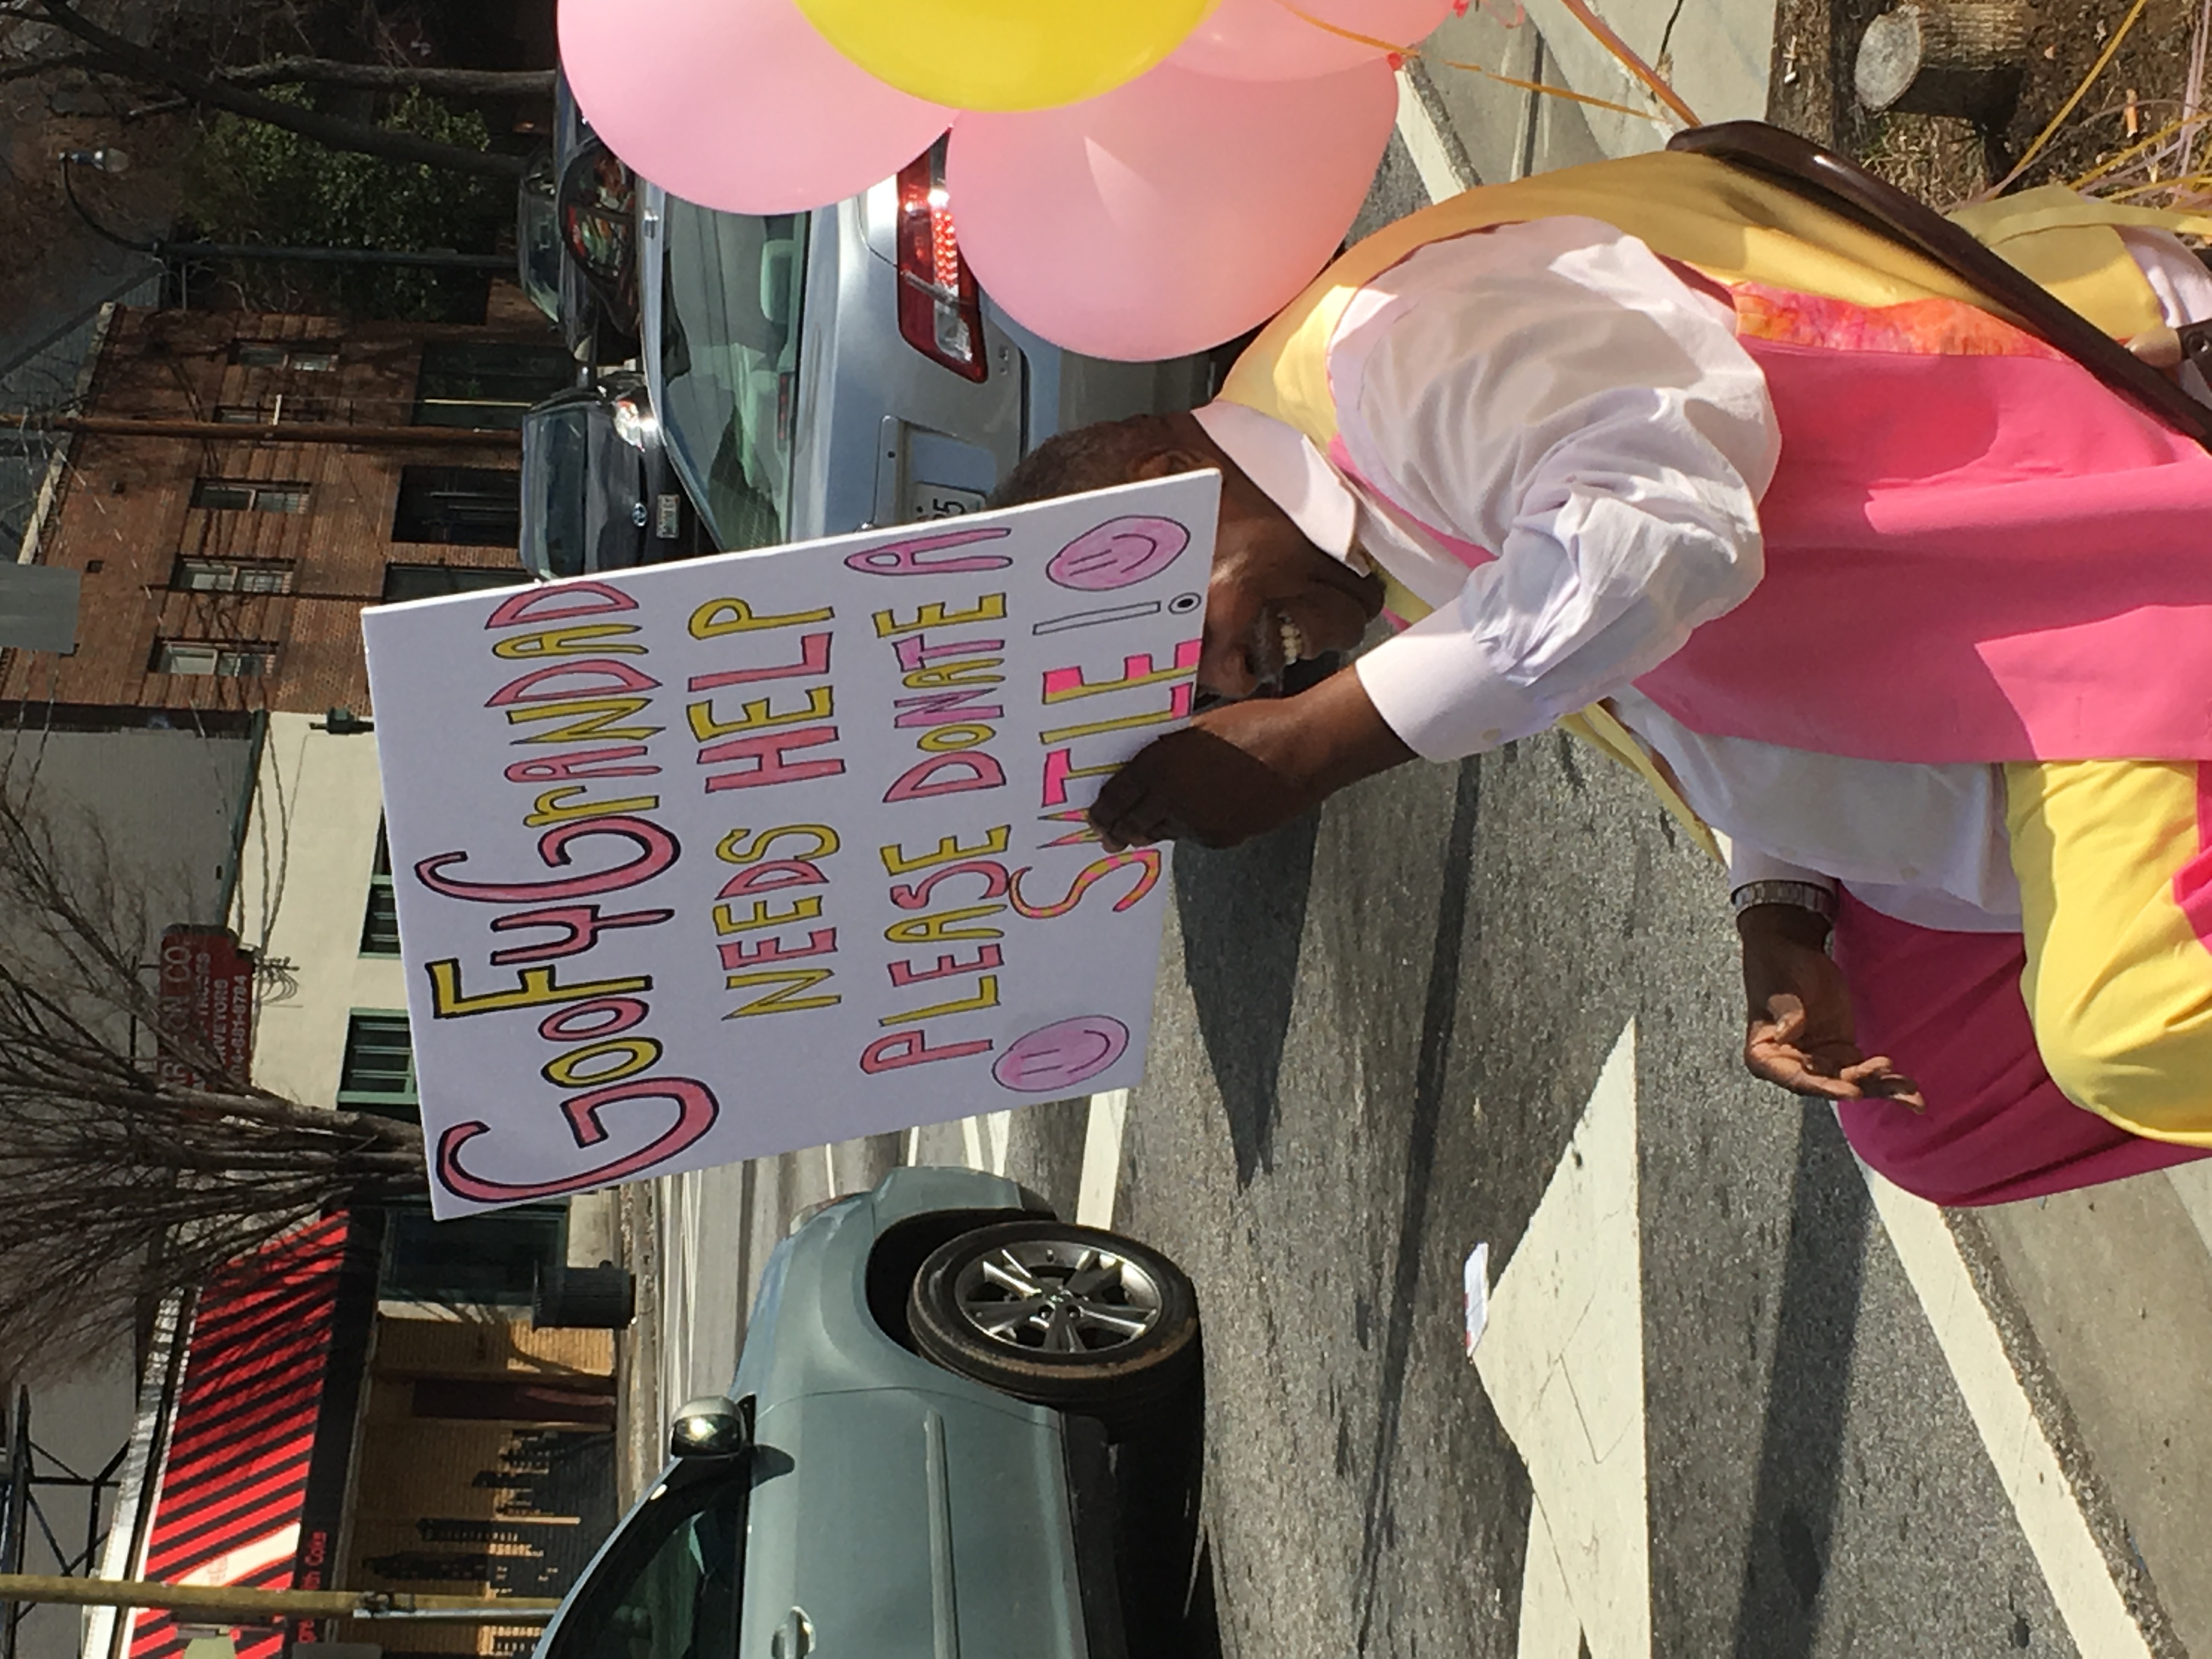 GOOFY GrANDAD
NEEDS HELP
PLEASE DONATE A
SMILE!